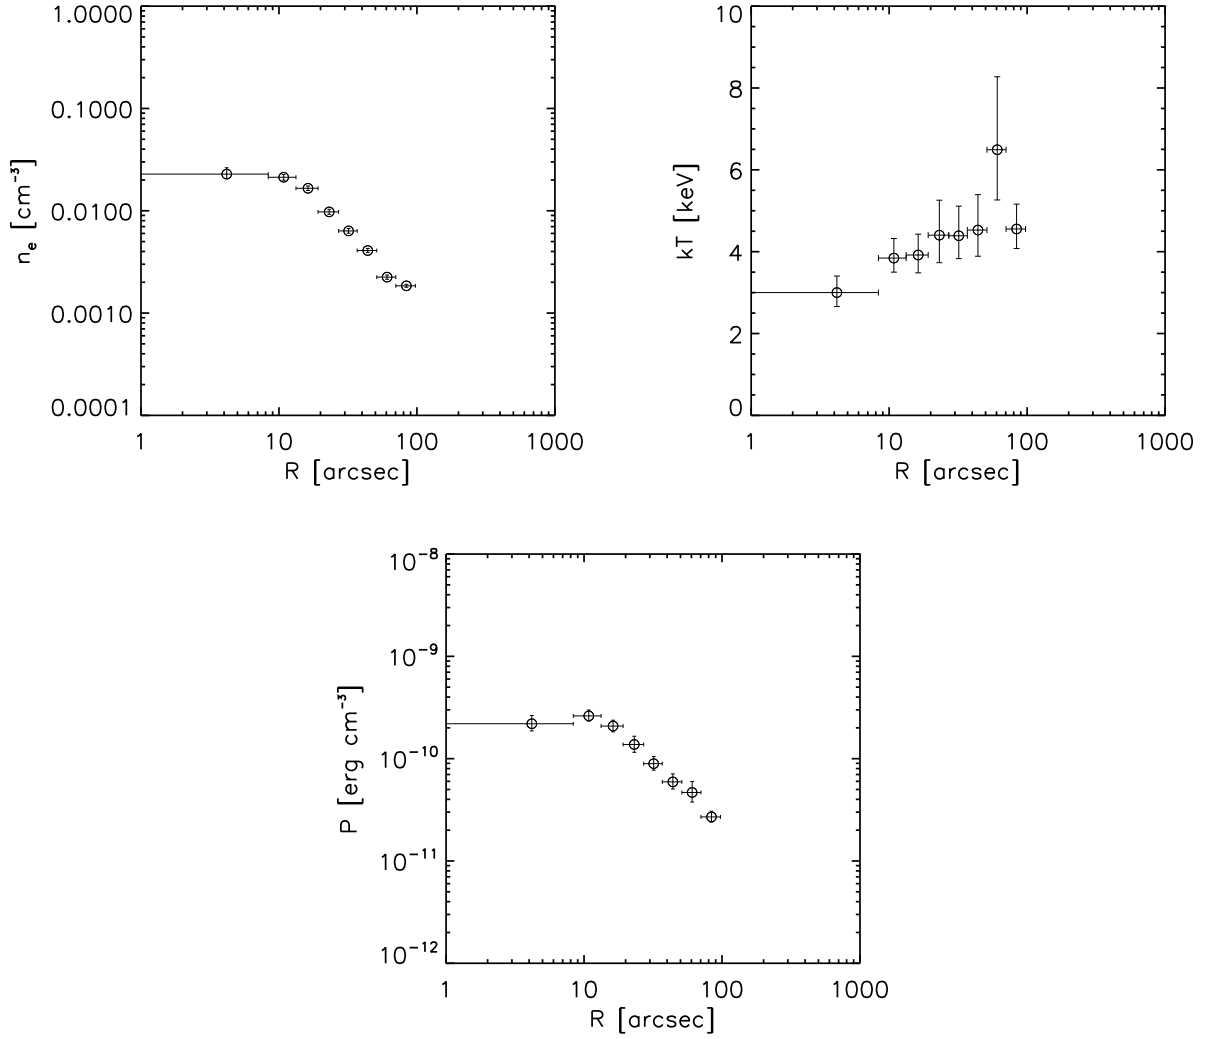 1.0000
0.1000
0.0100
0.0010
0.0001
nₑ [cm⁻³]
1 10 100 1000
R [arcsec]
10
8
6
4
2
0
kT [keV]
1 10 100 1000
R [arcsec]
10⁻⁸
10⁻⁹
10⁻¹⁰
10⁻¹¹
10⁻¹²
P [erg cm⁻³]
1 10 100 1000
R [arcsec]